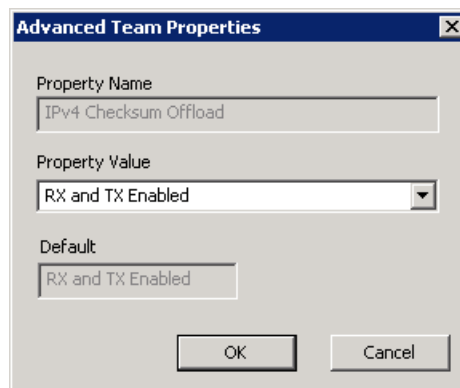 Advanced Team Properties
Property Name
IPv4 Checksum Offload
Property Value
RX and TX Enabled
Default
RX and TX Enabled
OK
Cancel